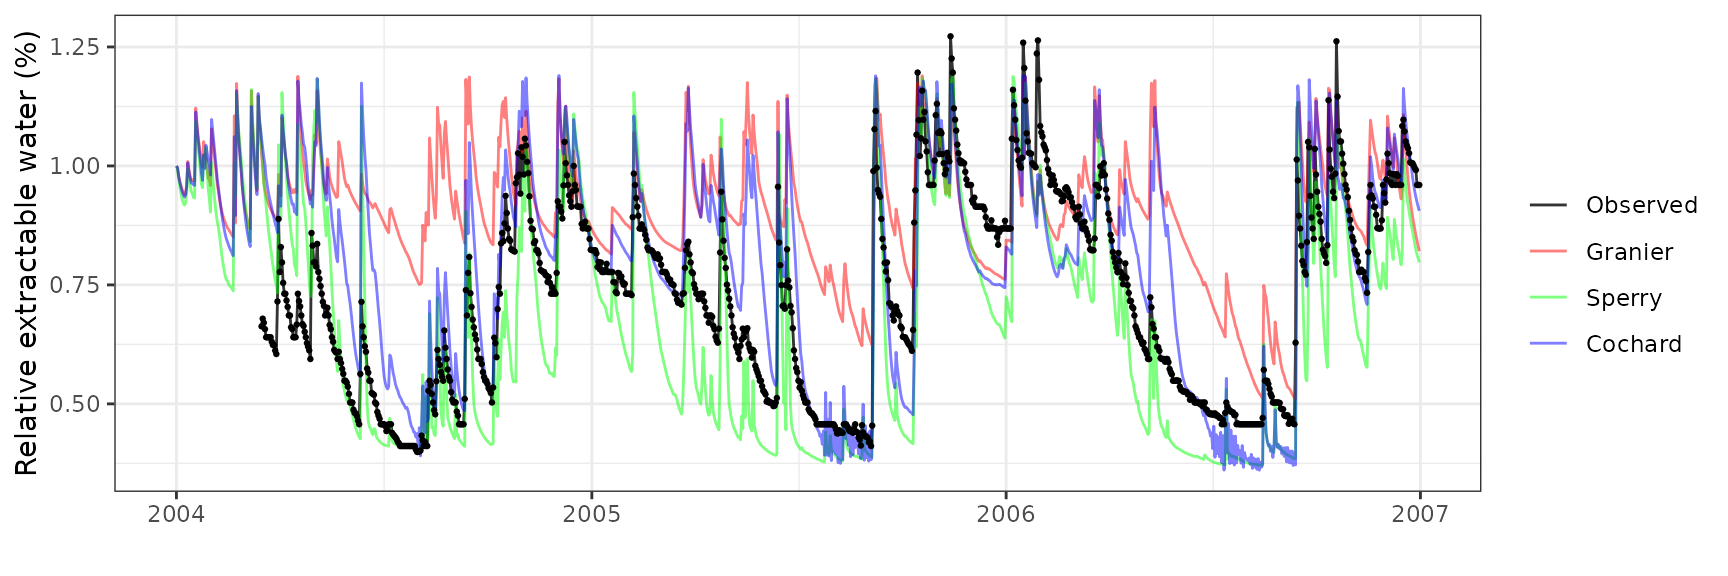 Relative extractable water (%)
1.25
1.00
0.75
0.50
2004
2005
2006
2007
Observed
Granier
Sperry
Cochard